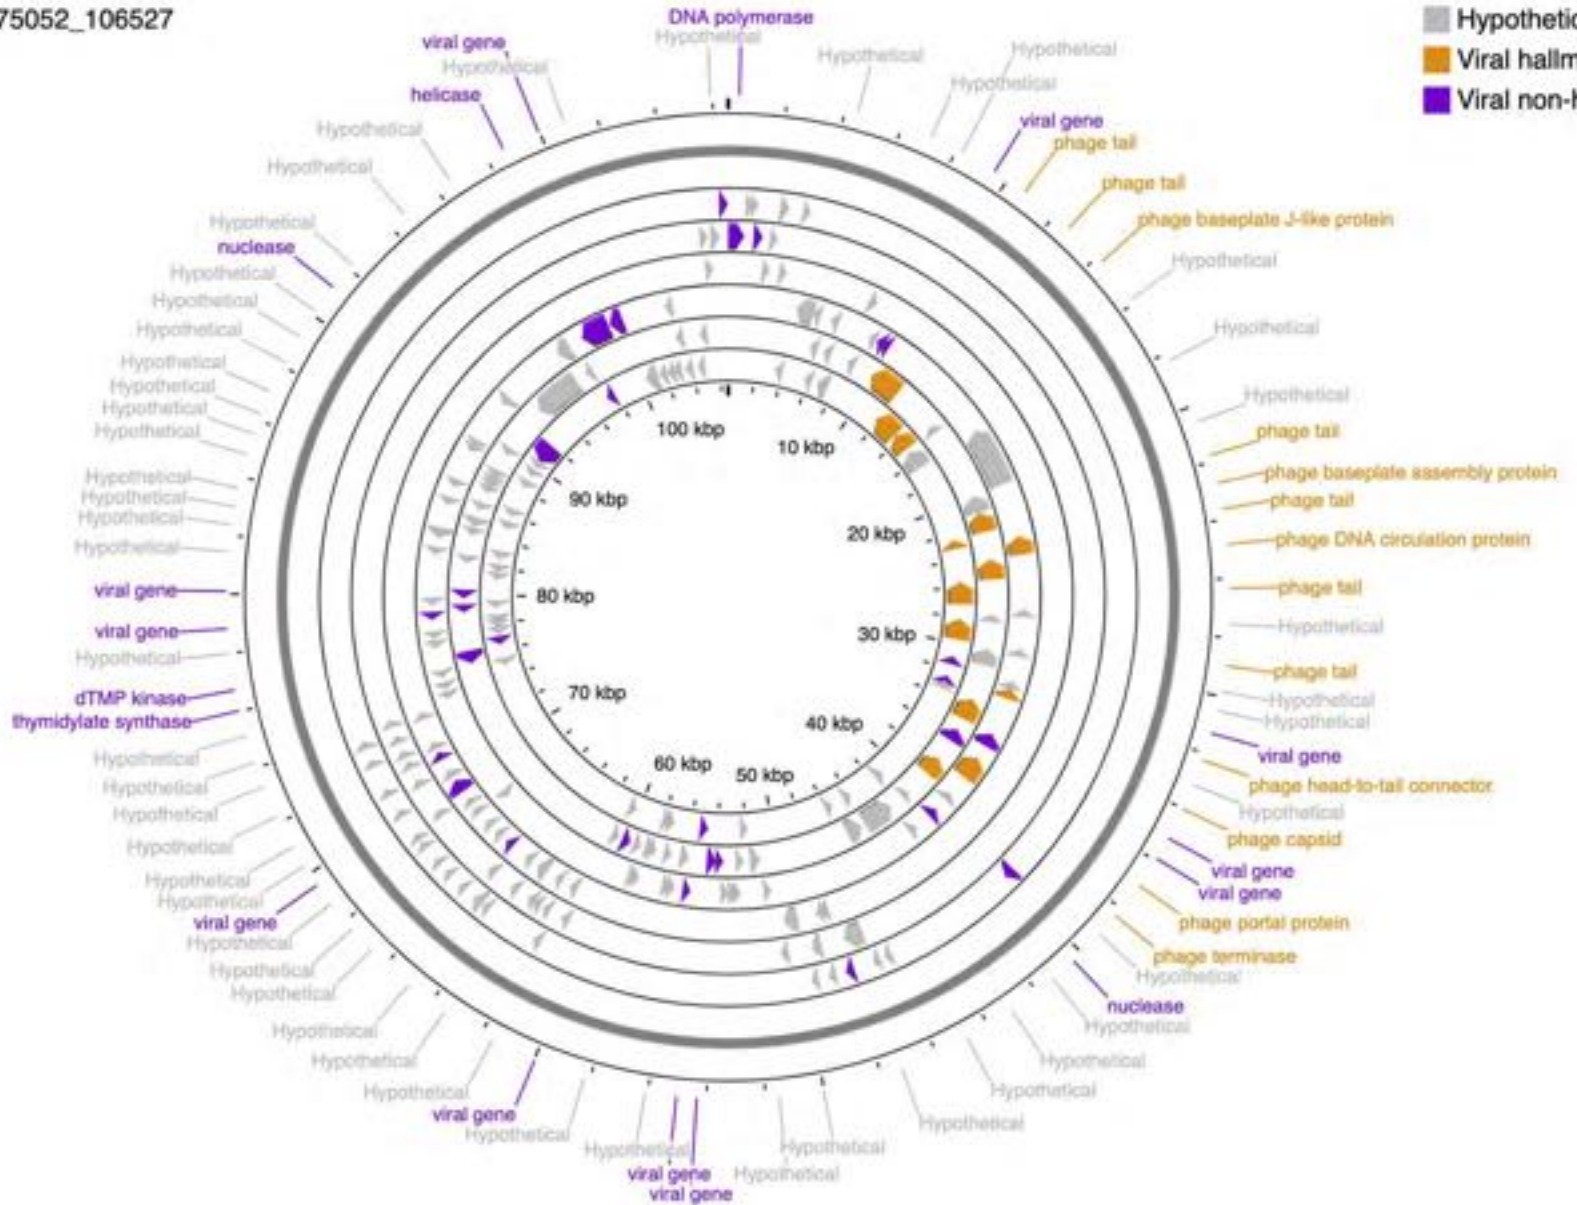 75052_106527
Hypothetic
Viral hallm
Viral non-h
DNA polymerase
Hypothetical
Hypothetical
Hypothetical
Hypothetical
viral gene
phage tail
phage tail
phage baseplate J-like protein
Hypothetical
Hypothetical
Hypothetical
phage tail
phage baseplate assembly protein
phage tail
phage DNA circulation protein
phage tail
Hypothetical
phage tail
Hypothetical
Hypothetical
viral gene
phage head-to-tail connector
Hypothetical
phage capsid
viral gene
viral gene
phage portal protein
phage terminase
Hypothetical
nuclease
Hypothetical
Hypothetical
Hypothetical
Hypothetical
Hypothetical
Hypothetical
viral gene
viral gene
Hypothetical
Hypothetical
viral gene
Hypothetical
Hypothetical
Hypothetical
Hypothetical
Hypothetical
Hypothetical
viral gene
Hypothetical
Hypothetical
Hypothetical
Hypothetical
Hypothetical
Hypothetical
thymidylate synthase
dTMP kinase
Hypothetical
viral gene
viral gene
Hypothetical
Hypothetical
Hypothetical
Hypothetical
Hypothetical
Hypothetical
Hypothetical
Hypothetical
Hypothetical
Hypothetical
Hypothetical
nuclease
Hypothetical
Hypothetical
Hypothetical
helicase
Hypothetical
viral gene
10 kbp
20 kbp
30 kbp
40 kbp
50 kbp
60 kbp
70 kbp
80 kbp
90 kbp
100 kbp